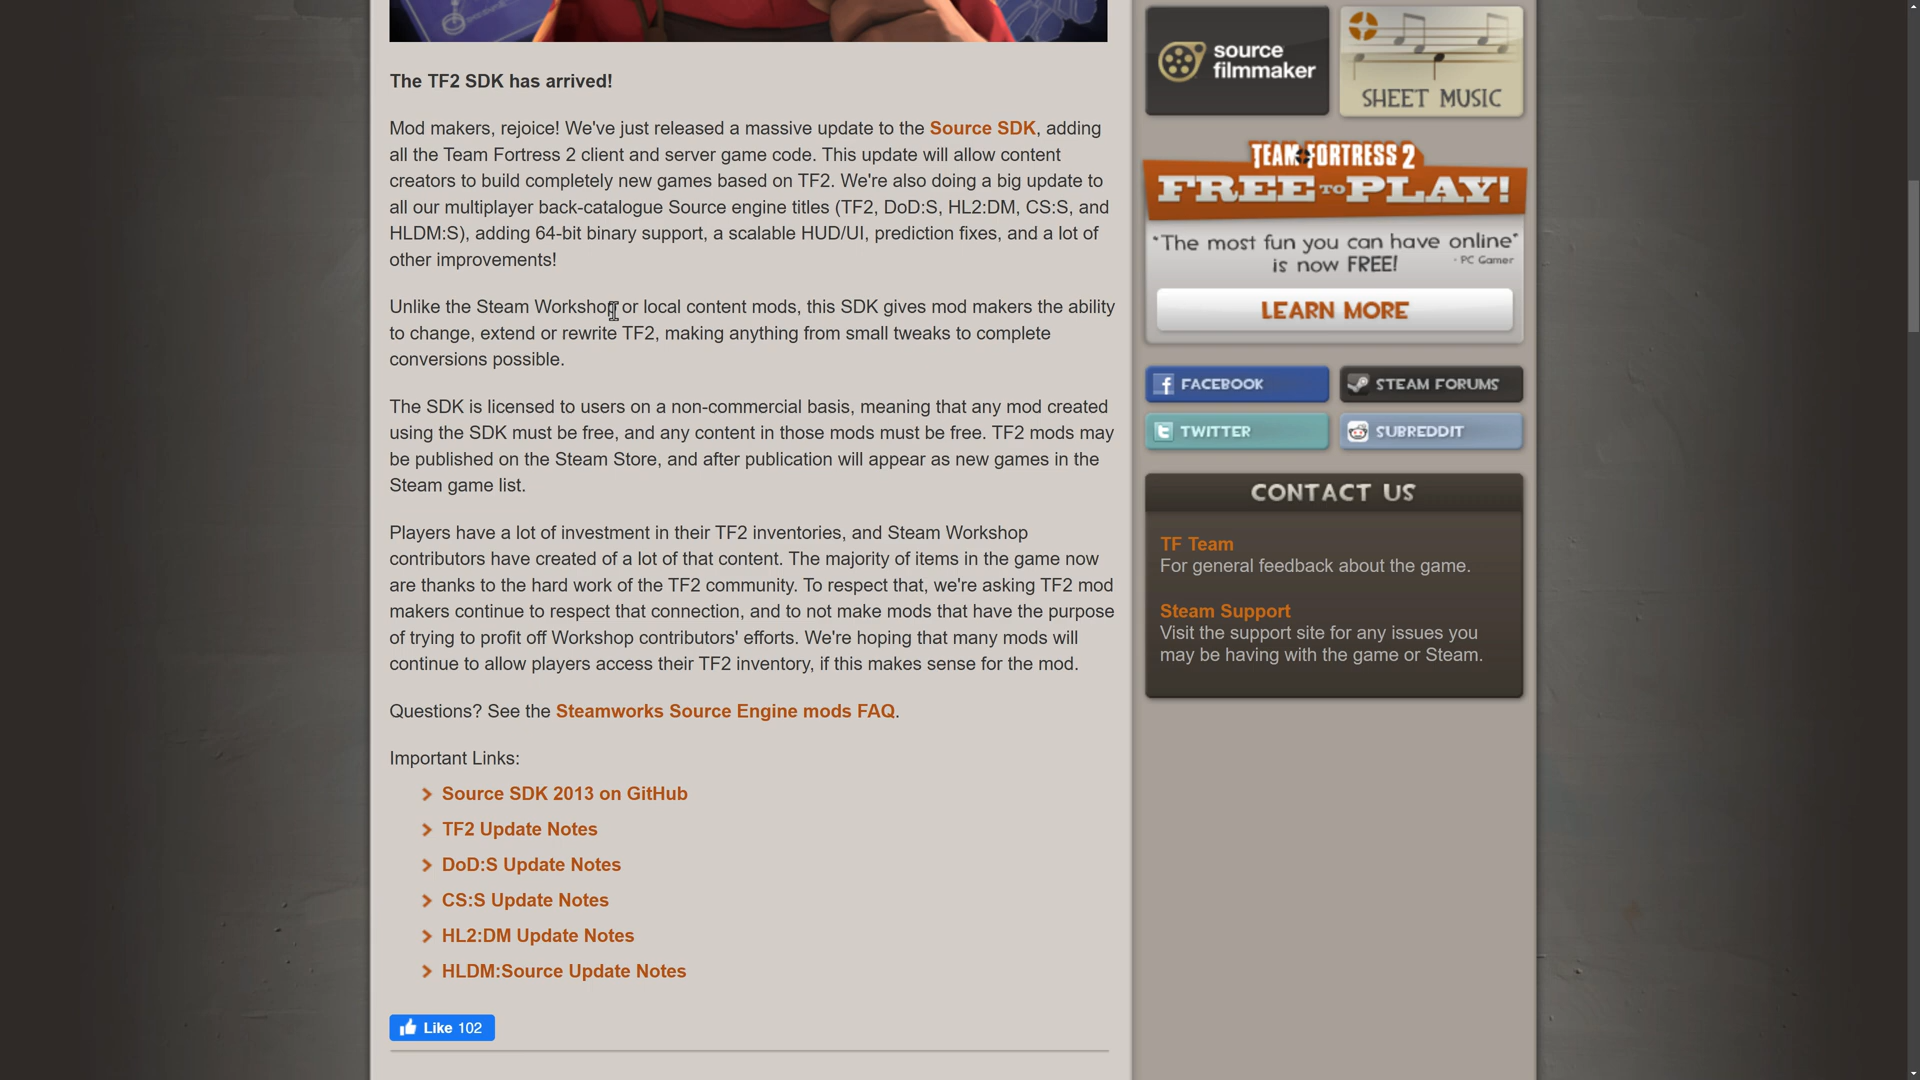 The TF2 SDK has arrived!
Mod makers, rejoice! We've just released a massive update to the Source SDK, adding
all the Team Fortress 2 client and server game code. This update will allow content
creators to build completely new games based on TF2. We're also doing a big update to
all our multiplayer back-catalogue Source engine titles (TF2, DoD:S, HL2:DM, CS:S, and
HLDM:S), adding 64-bit binary support, a scalable HUD/UI, prediction fixes, and a lot of
other improvements!
Unlike the Steam Workshop or local content mods, this SDK gives mod makers the ability
to change, extend or rewrite TF2, making anything from small tweaks to complete
conversions possible.
The SDK is licensed to users on a non-commercial basis, meaning that any mod created
using the SDK must be free, and any content in those mods must be free. TF2 mods may
be published on the Steam Store, and after publication will appear as new games in the
Steam game list.
Players have a lot of investment in their TF2 inventories, and Steam Workshop
contributors have created of a lot of that content. The majority of items in the game now
are thanks to the hard work of the TF2 community. To respect that, we're asking TF2 mod
makers continue to respect that connection, and to not make mods that have the purpose
of trying to profit off Workshop contributors' efforts. We're hoping that many mods will
continue to allow players access their TF2 inventory, if this makes sense for the mod.
Questions? See the Steamworks Source Engine mods FAQ.
Important Links:
Source SDK 2013 on GitHub
TF2 Update Notes
DoD:S Update Notes
CS:S Update Notes
HL2:DM Update Notes
HLDM:Source Update Notes
Like 102
source
filmmaker
SHEET MUSIC
TEAM FORTRESS 2
FREE TO PLAY!
"The most fun you can have online"
is now FREE! - PC Gamer
LEARN MORE
FACEBOOK
STEAM FORUMS
TWITTER
SUBREDDIT
CONTACT US
TF Team
For general feedback about the game.
Steam Support
Visit the support site for any issues you
may be having with the game or Steam.